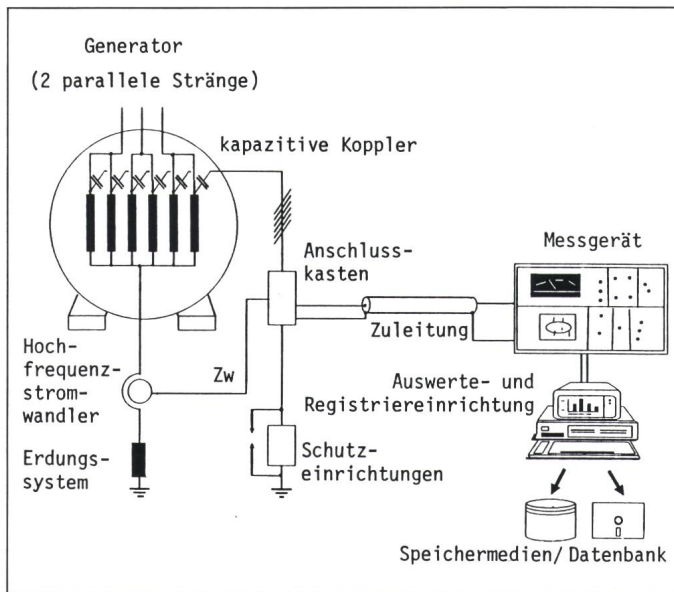 Generator
(2 parallele Stränge)
kapazitive Koppler
Anschluss-
kasten
Messgerät
Zuleitung
Hoch-
frequenz-
strom-
wandler
Zw
Auswerte- und
Registriereinrichtung
Erdungs-
system
Schutz-
einrichtungen
Speichermedien/ Datenbank